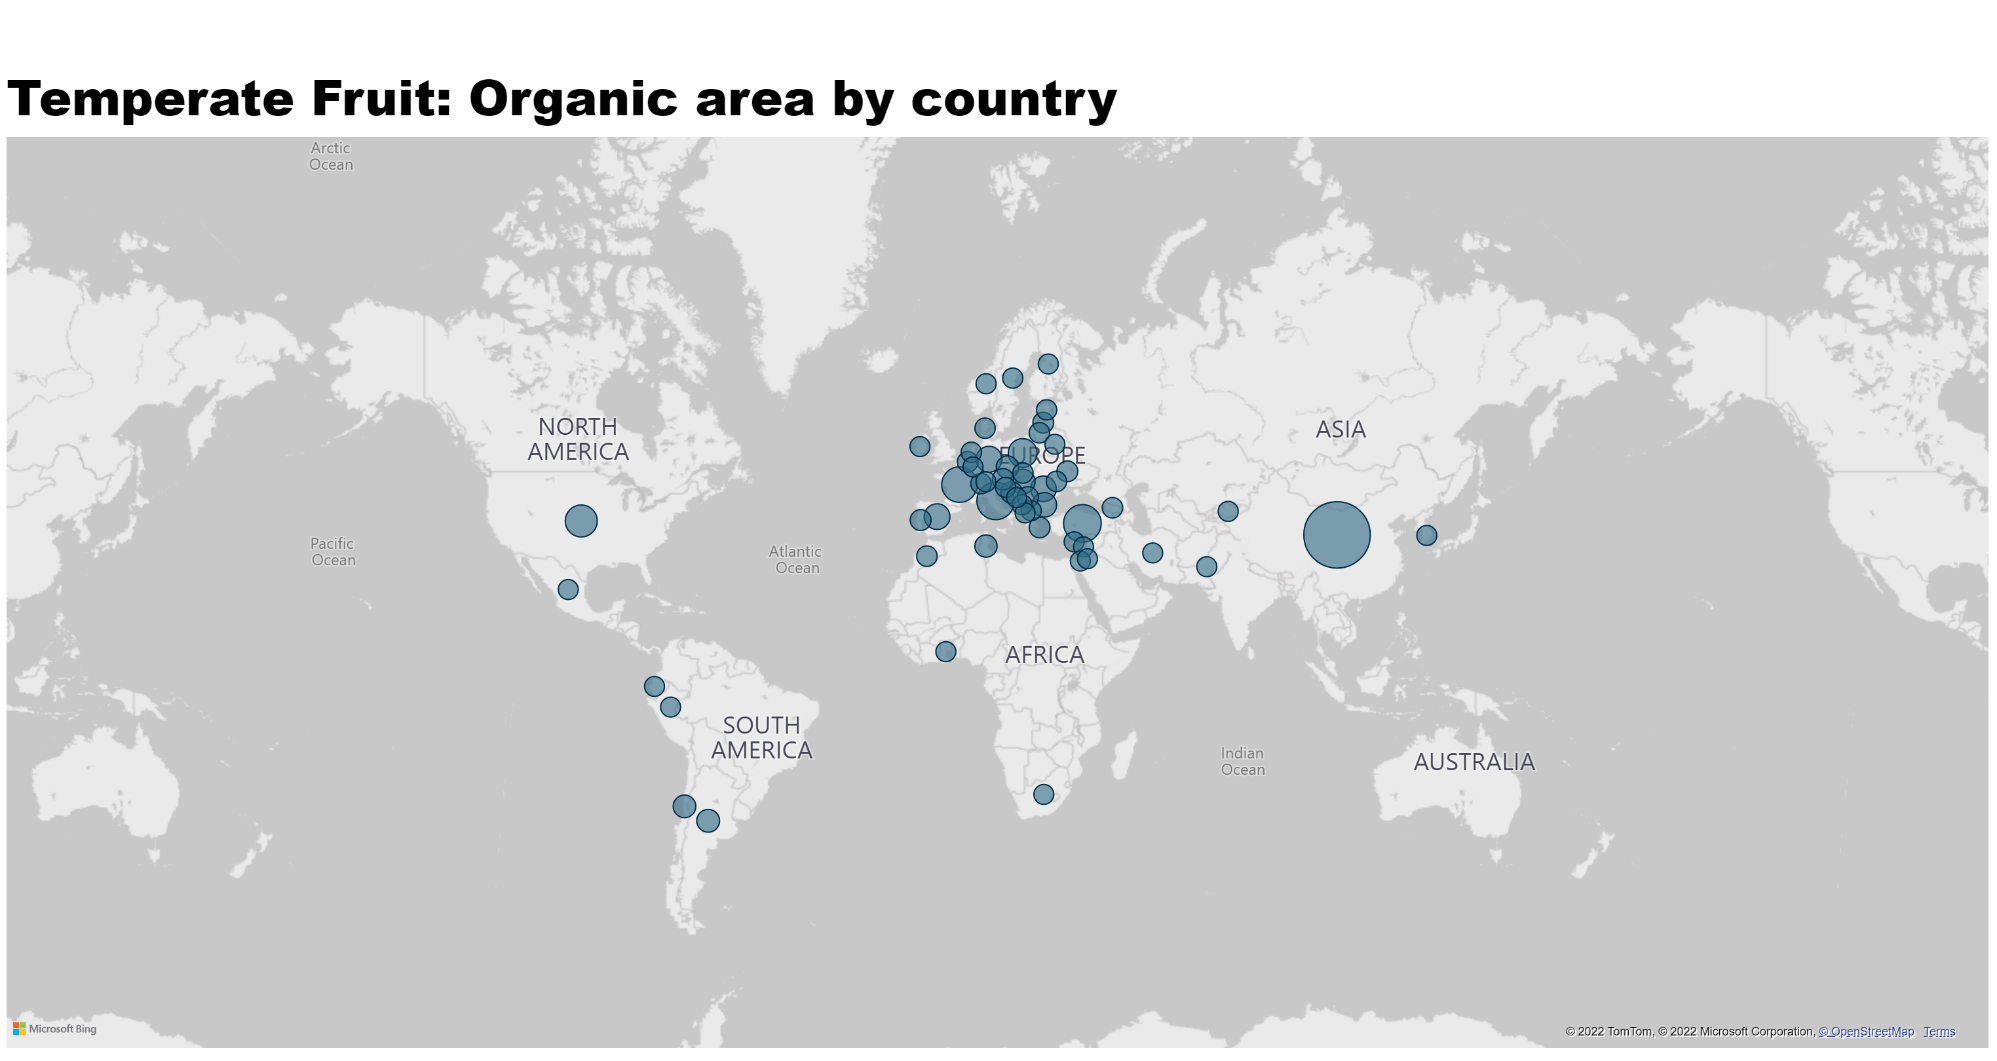 Temperate Fruit: Organic area by country
Arctic
Ocean
NORTH
AMERICA
EUROPE
ASIA
Pacific
Ocean
Atlantic
Ocean
AFRICA
SOUTH
AMERICA
Indian
Ocean
AUSTRALIA
Microsoft Bing
© 2022 TomTom, © 2022 Microsoft Corporation, © OpenStreetMap Terms